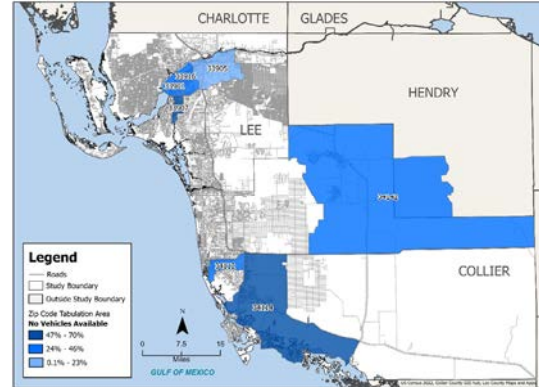 CHARLOTTE
GLADES
33905
HENDRY
LEE
COLLIER
Legend
Roads
Study Boundary
Outside Study Boundary
Zip Code Tabulation Area
No Vehicles Available
47% - 70%
24% - 46%
0.1% - 23%
N
0 7.5 15
Miles
GULF OF MEXICO